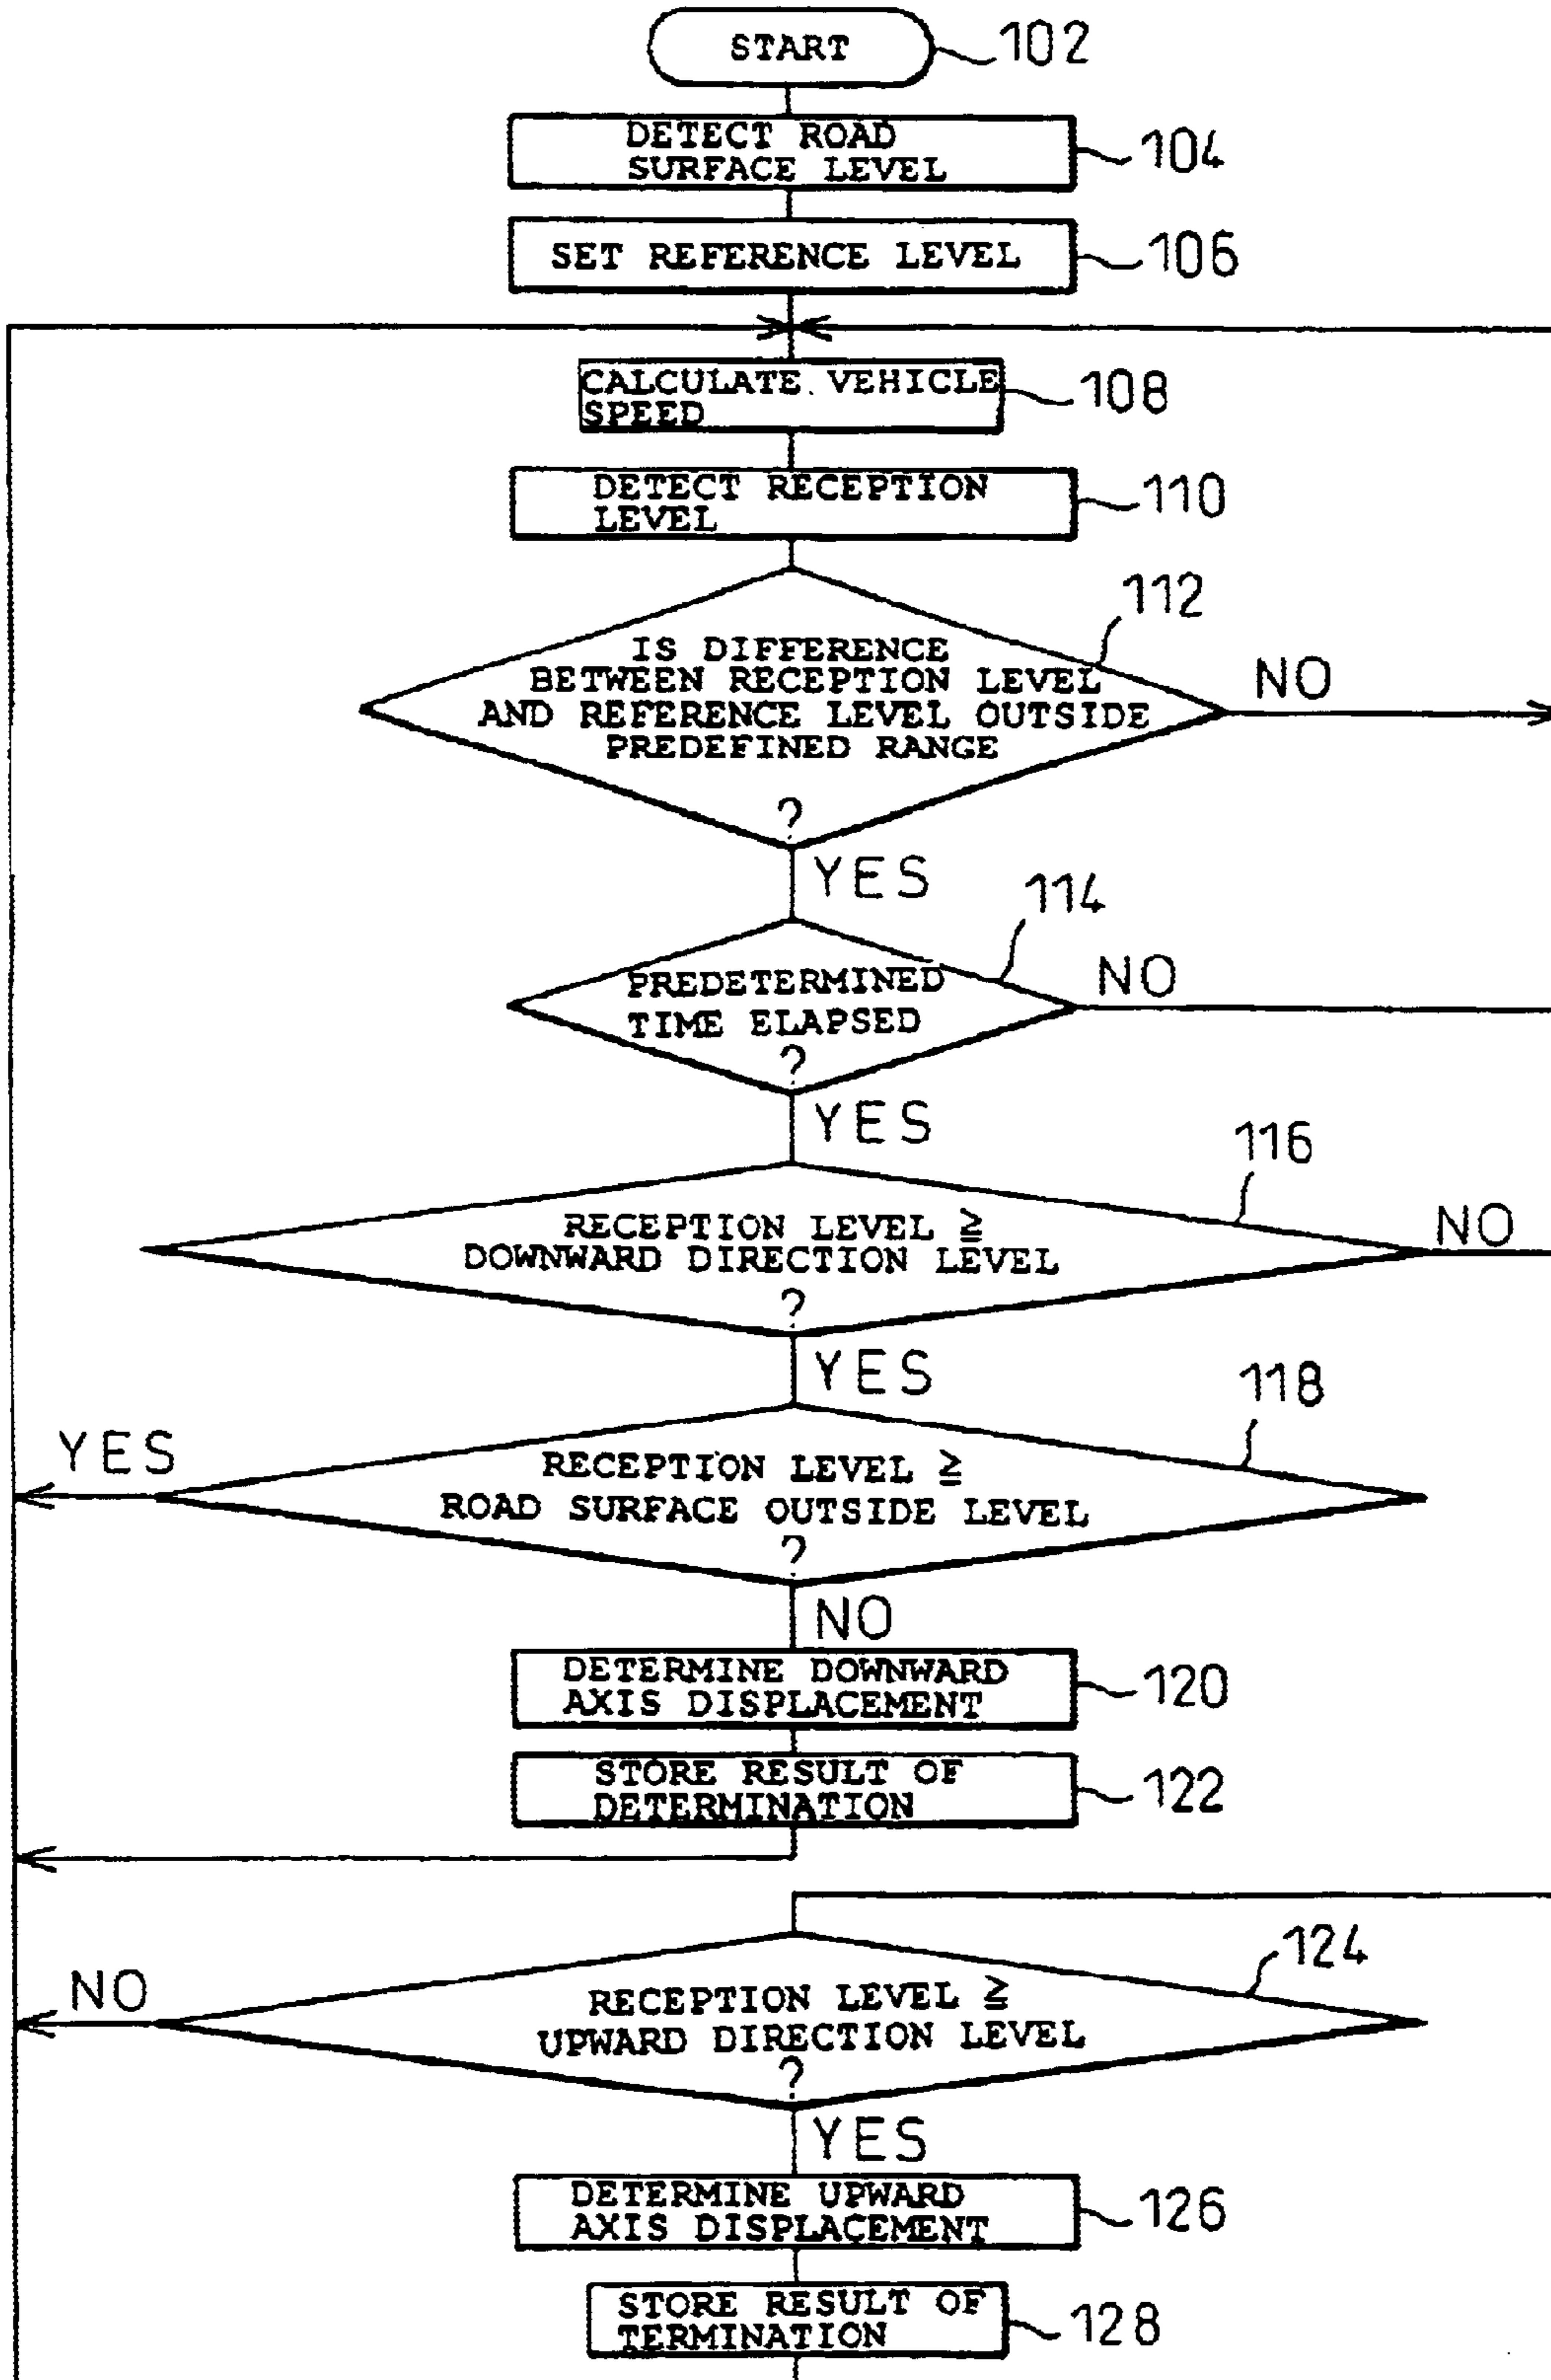 START
102
DETECT ROAD
SURFACE LEVEL
104
SET REFERENCE LEVEL
106
CALCULATE VEHICLE
SPEED
108
DETECT RECEPTION
LEVEL
110
112
IS DIFFERENCE
BETWEEN RECEPTION LEVEL
AND REFERENCE LEVEL OUTSIDE
PREDEFINED RANGE
?
NO
YES
114
PREDETERMINED
TIME ELAPSED
?
NO
YES
116
RECEPTION LEVEL ≧
DOWNWARD DIRECTION LEVEL
?
NO
YES
118
YES
RECEPTION LEVEL ≧
ROAD SURFACE OUTSIDE LEVEL
?
NO
DETERMINE DOWNWARD
AXIS DISPLACEMENT
120
STORE RESULT OF
DETERMINATION
122
124
NO
RECEPTION LEVEL ≧
UPWARD DIRECTION LEVEL
?
YES
DETERMINE UPWARD
AXIS DISPLACEMENT
126
STORE RESULT OF
TERMINATION
128